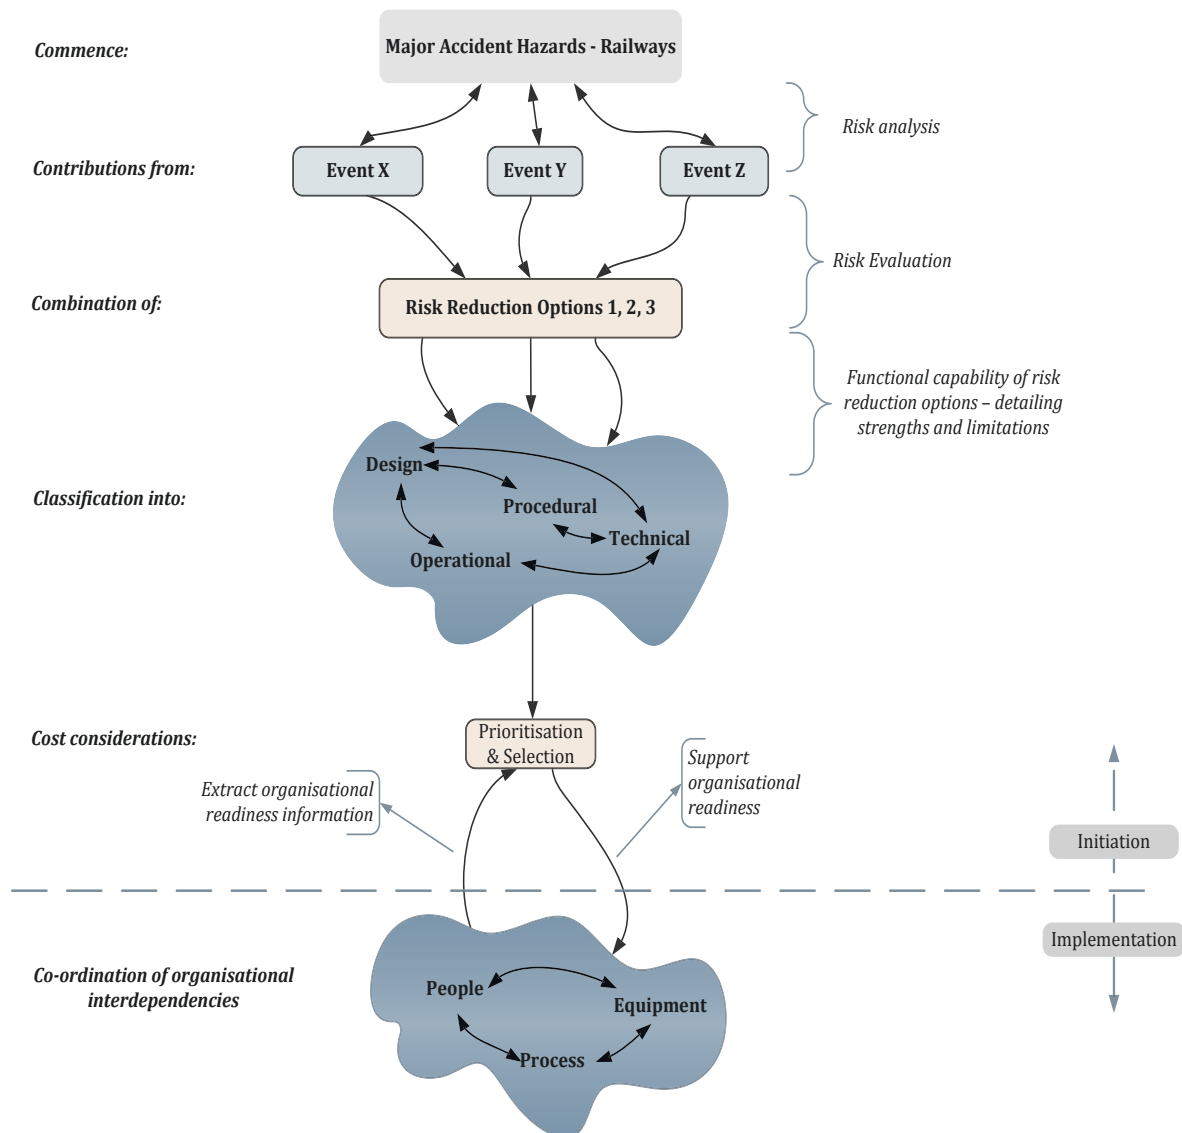 Commence:
Major Accident Hazards - Railways
Risk analysis
Contributions from:
Event X
Event Y
Event Z
Risk Evaluation
Combination of:
Risk Reduction Options 1, 2, 3
Functional capability of risk
reduction options – detailing
strengths and limitations
Classification into:
Design
Procedural
Technical
Operational
Cost considerations:
Prioritisation
& Selection
Extract organisational
readiness information
Support
organisational
readiness
Initiation
Implementation
Co-ordination of organisational
interdependencies
People
Equipment
Process